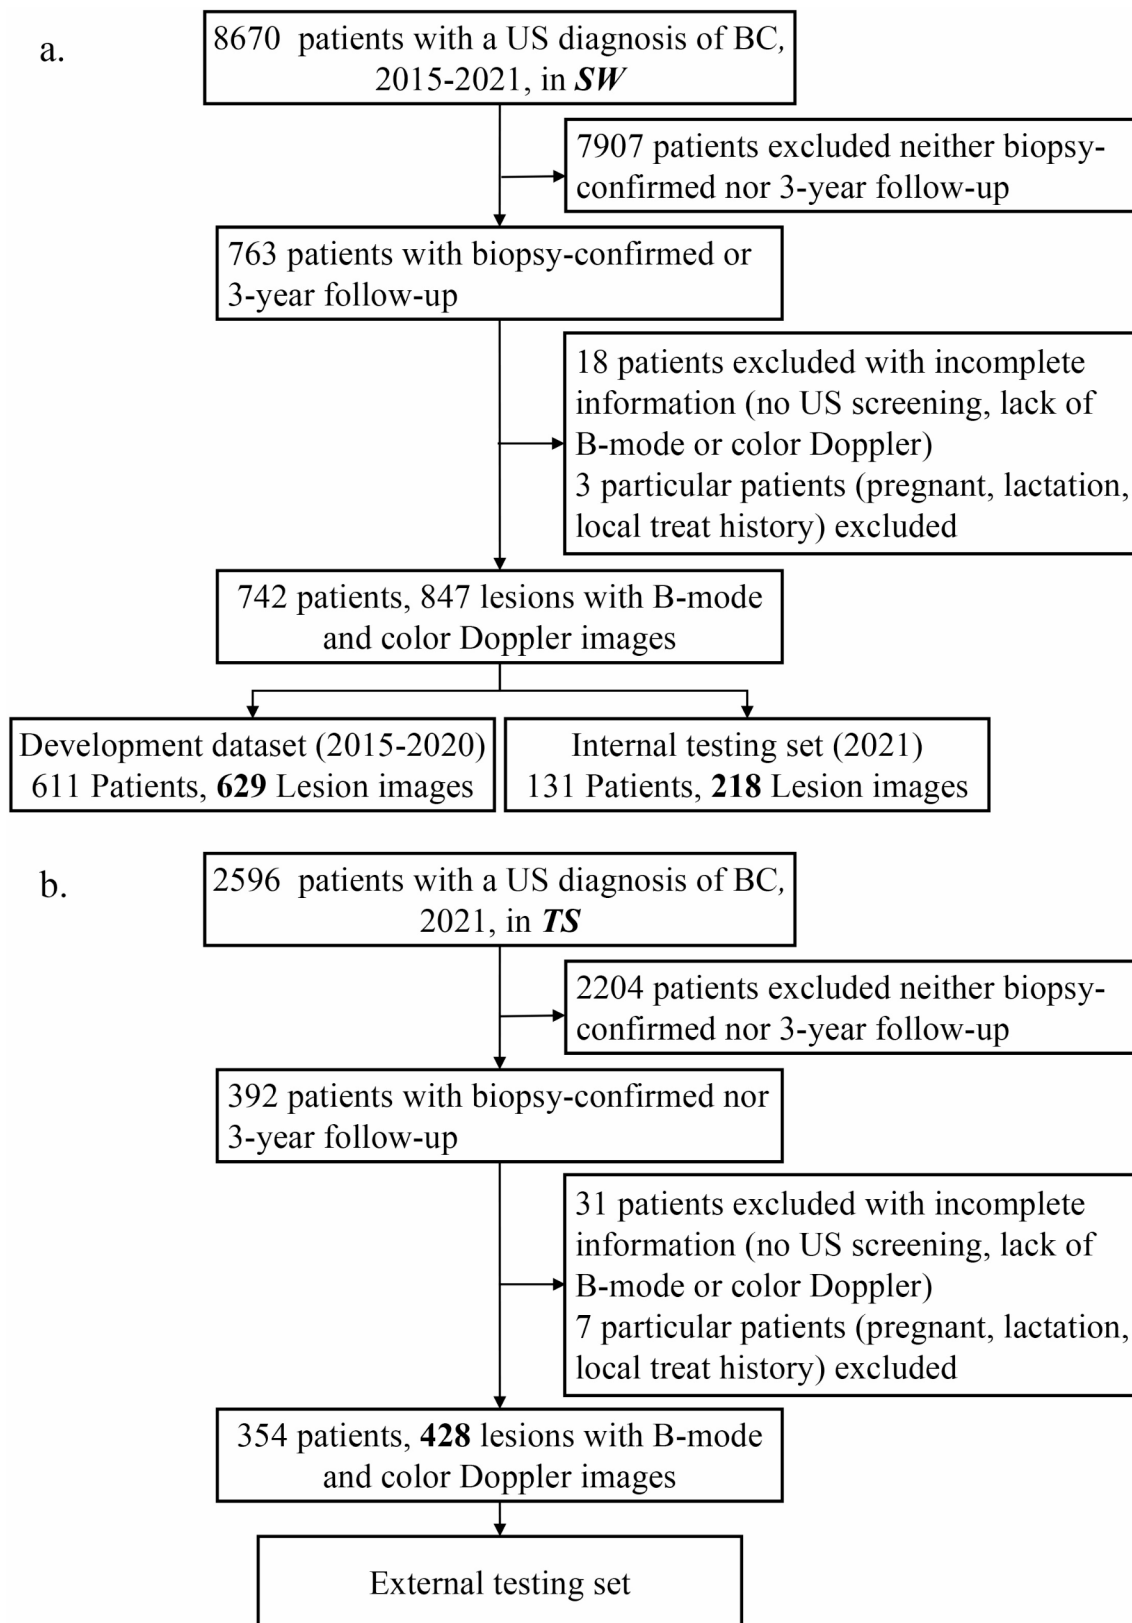 a.
8670 patients with a US diagnosis of BC,
2015-2021, in SW
7907 patients excluded neither biopsy-
confirmed nor 3-year follow-up
763 patients with biopsy-confirmed or
3-year follow-up
18 patients excluded with incomplete
information (no US screening, lack of
B-mode or color Doppler)
3 particular patients (pregnant, lactation,
local treat history) excluded
742 patients, 847 lesions with B-mode
and color Doppler images
Development dataset (2015-2020)
611 Patients, 629 Lesion images
Internal testing set (2021)
131 Patients, 218 Lesion images
b.
2596 patients with a US diagnosis of BC,
2021, in TS
2204 patients excluded neither biopsy-
confirmed nor 3-year follow-up
392 patients with biopsy-confirmed nor
3-year follow-up
31 patients excluded with incomplete
information (no US screening, lack of
B-mode or color Doppler)
7 particular patients (pregnant, lactation,
local treat history) excluded
354 patients, 428 lesions with B-mode
and color Doppler images
External testing set